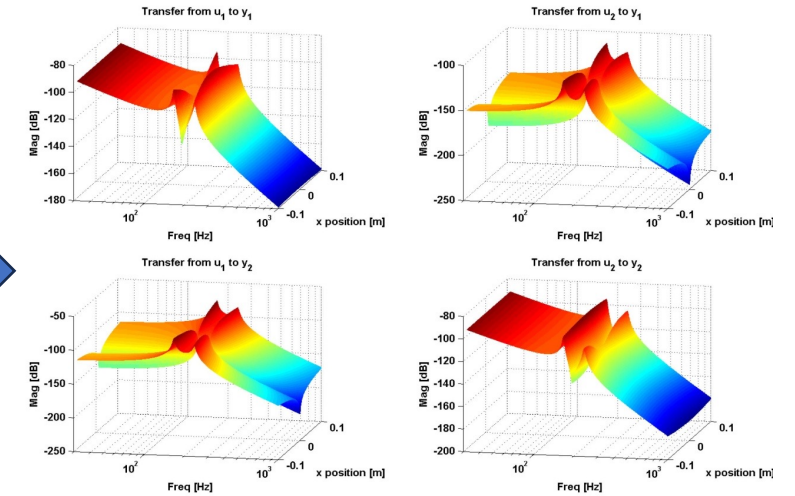 Transfer from u1 to y1
-80
-100
-120
-140
-160
-180
Mag [dB]
10^2
10^3
Freq [Hz]
-0.1
0
0.1
x position [m]
Transfer from u2 to y1
-100
-150
-200
-250
Mag [dB]
10^2
10^3
Freq [Hz]
-0.1
0
0.1
x position [m]
Transfer from u1 to y2
-50
-100
-150
-200
-250
Mag [dB]
10^2
10^3
Freq [Hz]
-0.1
0
0.1
x position [m]
Transfer from u2 to y2
-80
-100
-120
-140
-160
-180
-200
Mag [dB]
10^2
10^3
Freq [Hz]
-0.1
0
0.1
x position [m]